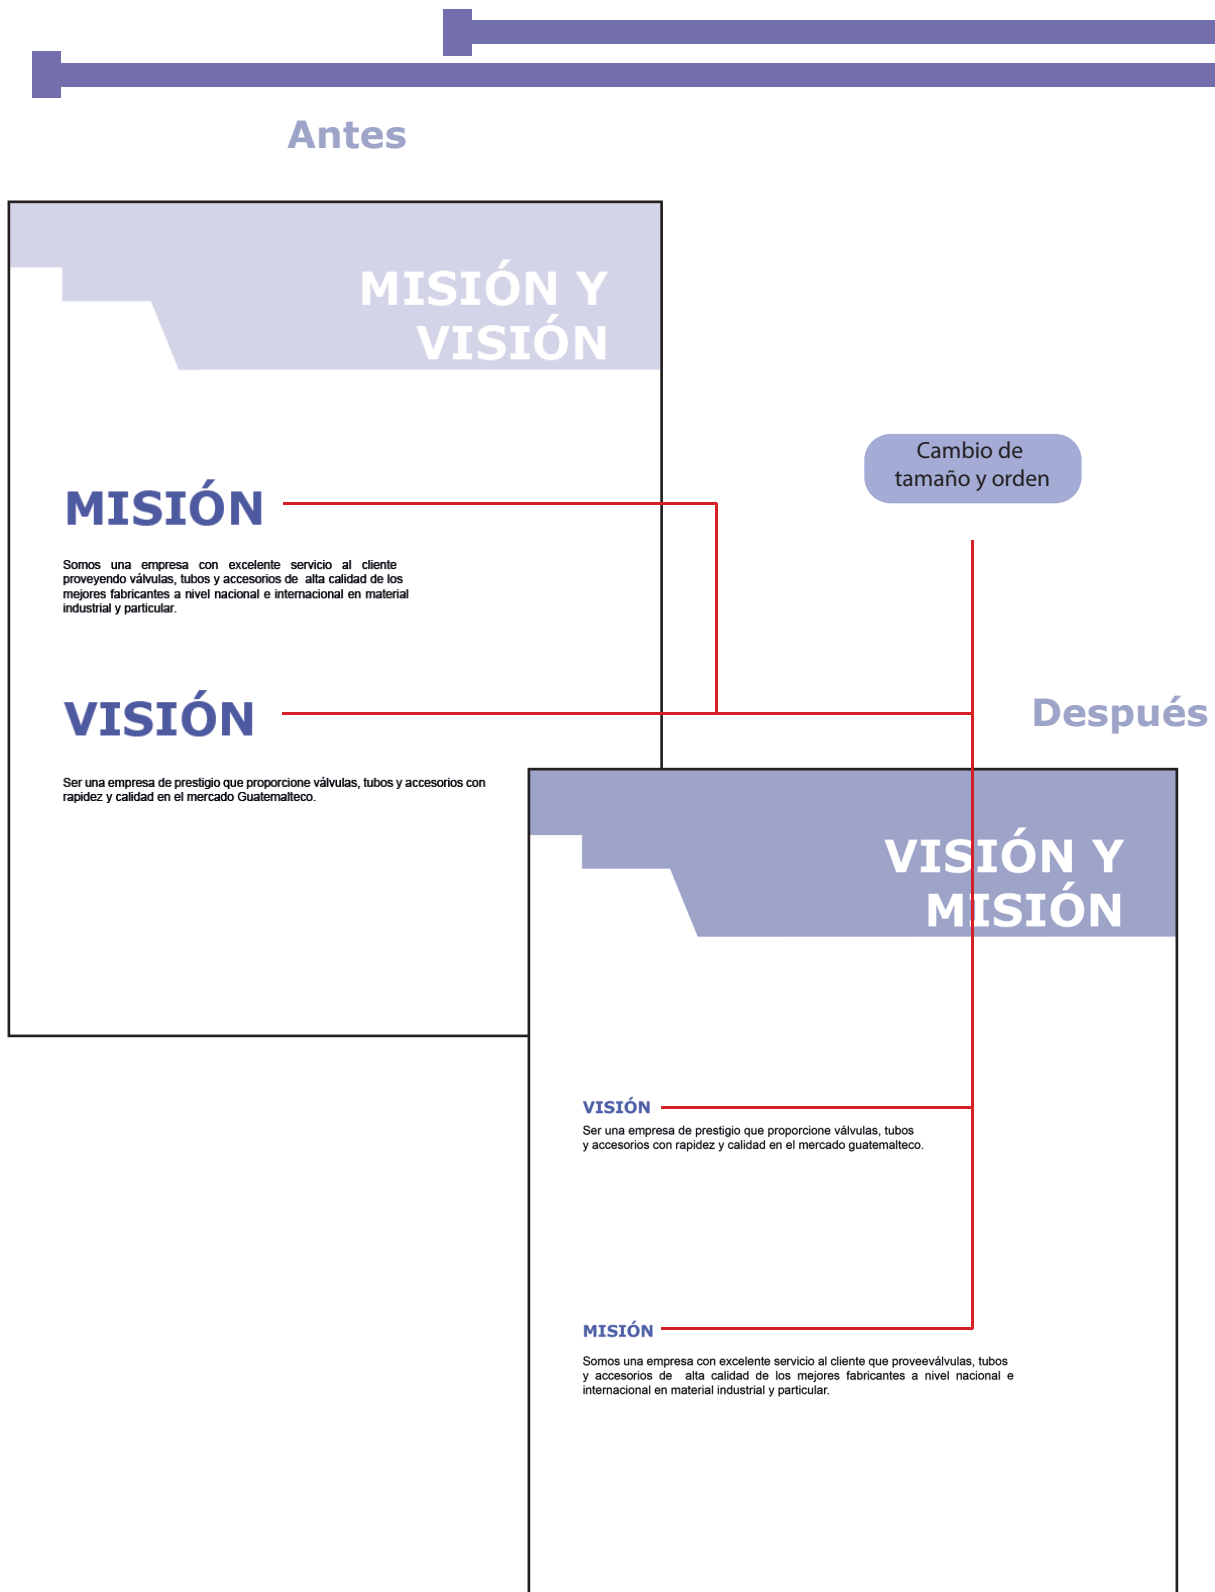 Antes
MISIÓN Y
VISIÓN
Cambio de
tamaño y orden
MISIÓN
Somos una empresa con excelente servicio al cliente
proveyendo válvulas, tubos y accesorios de alta calidad de los
mejores fabricantes a nivel nacional e internacional en material
industrial y particular.
VISIÓN
Ser una empresa de prestigio que proporcione válvulas, tubos y accesorios con
rapidez y calidad en el mercado Guatemalteco.
Después
VISIÓN Y
MISIÓN
VISIÓN
Ser una empresa de prestigio que proporcione válvulas, tubos
y accesorios con rapidez y calidad en el mercado guatemalteco.
MISIÓN
Somos una empresa con excelente servicio al cliente que proveeválvulas, tubos
y accesorios de alta calidad de los mejores fabricantes a nivel nacional e
internacional en material industrial y particular.